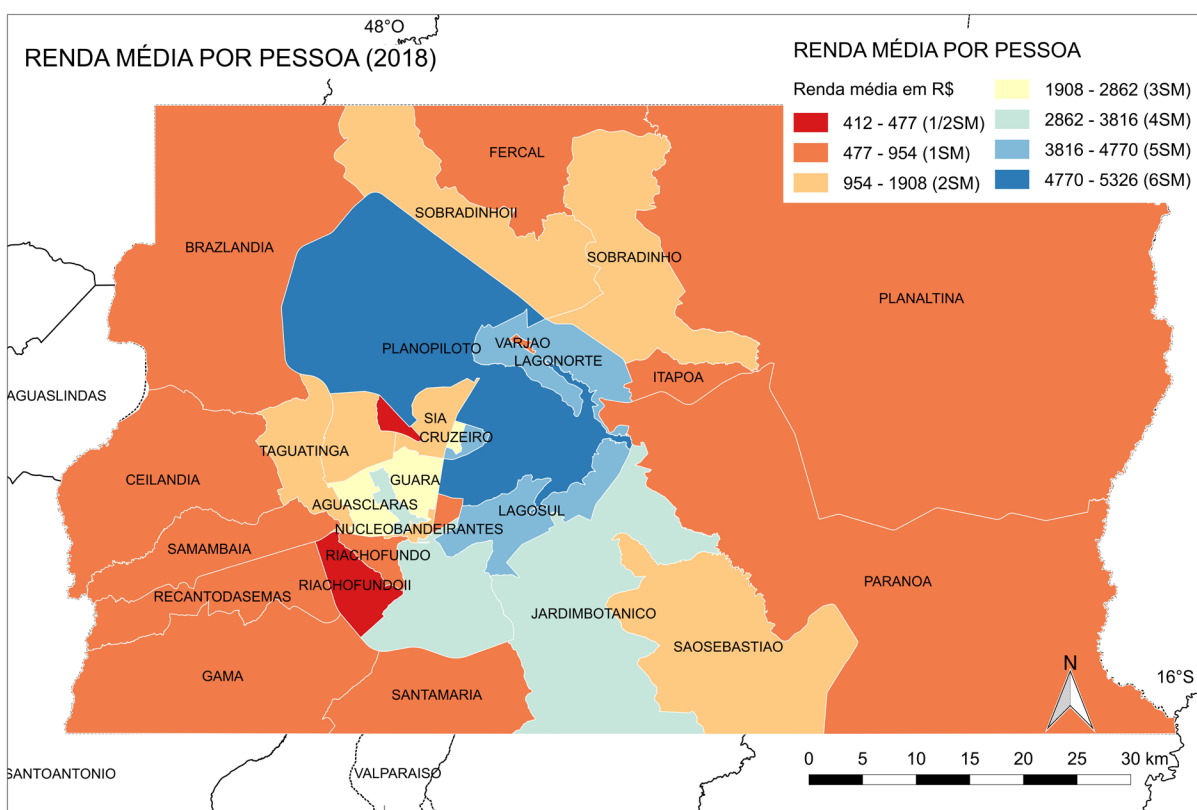 48°O
RENDA MÉDIA POR PESSOA (2018)
RENDA MÉDIA POR PESSOA
Renda média em R$
412 - 477 (1/2SM)
477 - 954 (1SM)
954 - 1908 (2SM)
1908 - 2862 (3SM)
2862 - 3816 (4SM)
3816 - 4770 (5SM)
4770 - 5326 (6SM)
FERCAL
SOBRADINHOII
BRAZLANDIA
SOBRADINHO
PLANALTINA
PLANOPILOTO
VARJAO
LAGONORTE
ITAPOA
AGUASLINDAS
SIA
CRUZEIRO
TAGUATINGA
CEILANDIA
GUARA
AGUASCLARAS
LAGOSUL
NUCLEOBANDEIRANTES
SAMAMBAIA
RIACHOFUNDO
RIACHOFUNDOII
PARANOA
RECANTODASEMAS
JARDIMBOTANICO
SAOSEBASTIAO
GAMA
SANTAMARIA
N
16°S
0 5 10 15 20 25 30 km
SANTOANTONIO
VALPARAISO